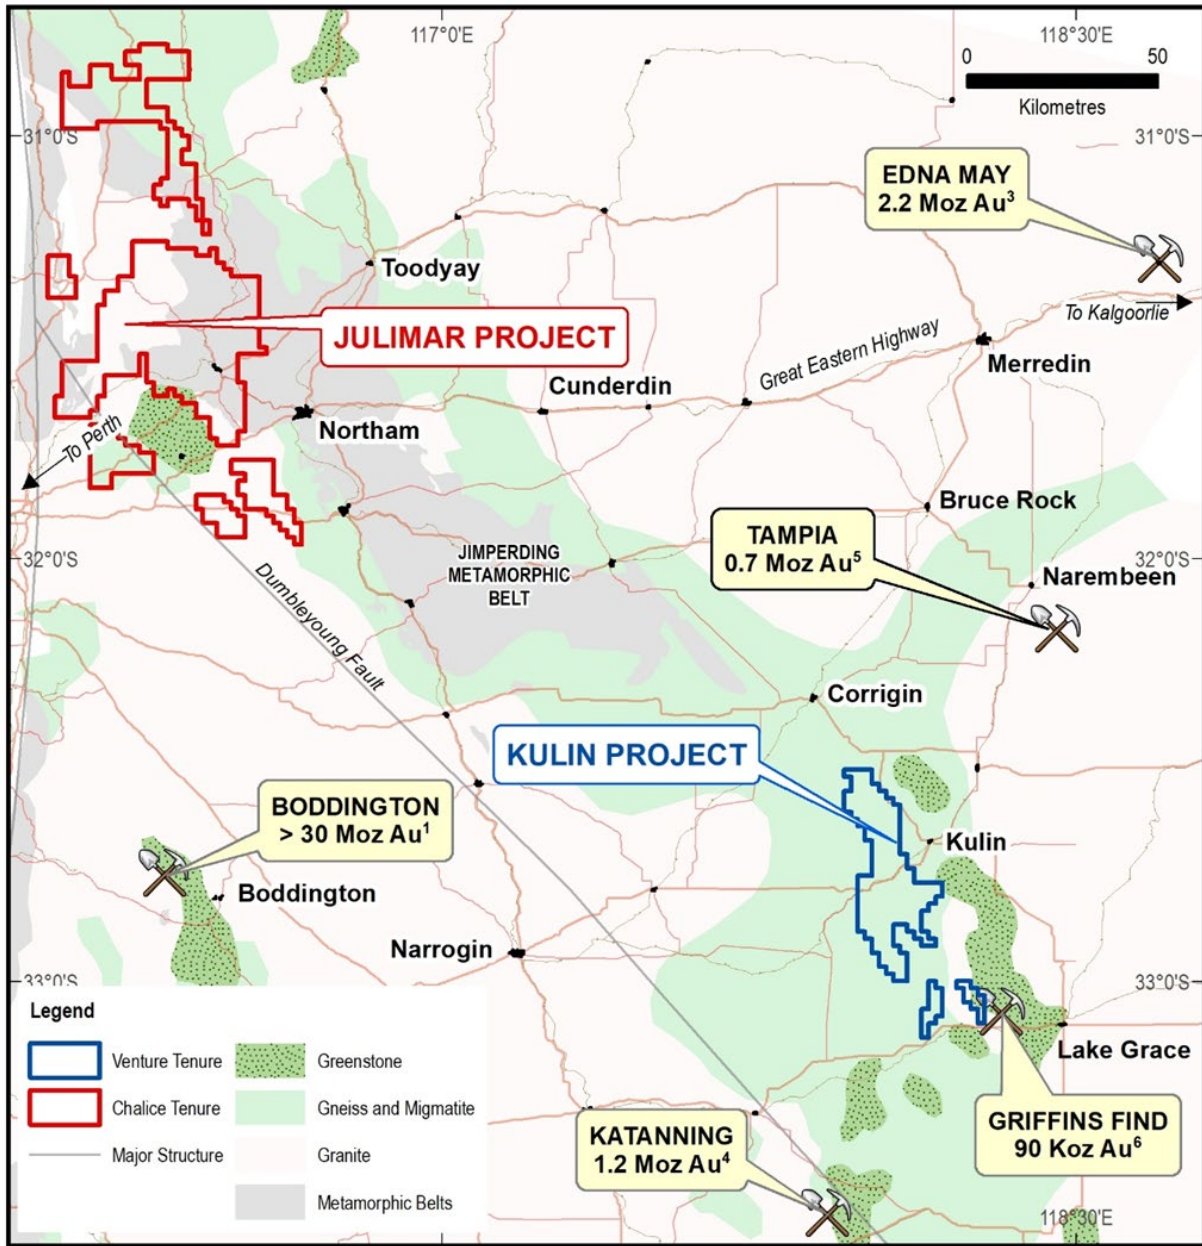 117°0'E
118°30'E
0 50
Kilometres
31°0'S
31°0'S
EDNA MAY
2.2 Moz Au³
Toodyay
To Kalgoorlie
JULIMAR PROJECT
Great Eastern Highway
Merredin
Cunderdin
Northam
To Perth
Bruce Rock
TAMPIA
0.7 Moz Au⁵
32°0'S
32°0'S
JIMPERDING
METAMORPHIC
BELT
Narembeen
Dumbleyoung Fault
Corrigin
KULIN PROJECT
BODDINGTON
> 30 Moz Au¹
Kulin
Boddington
Narrogin
33°0'S
33°0'S
Legend
Venture Tenure
Greenstone
Lake Grace
Chalice Tenure
Gneiss and Migmatite
GRIFFINS FIND
90 Koz Au⁶
KATANNING
1.2 Moz Au⁴
Major Structure
Granite
Metamorphic Belts
118°30'E